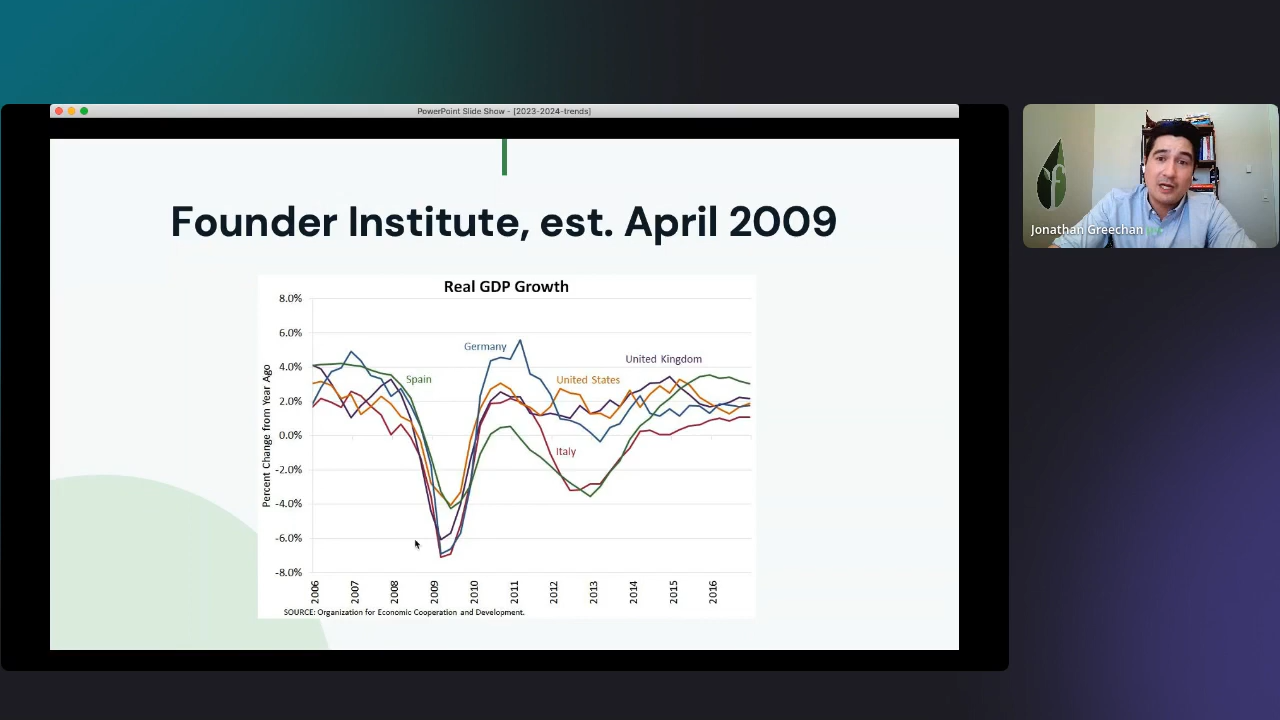 PowerPoint Slide Show - [2023-2024-trends]
Founder Institute, est. April 2009
Real GDP Growth
8.0%
6.0%
4.0%
2.0%
0.0%
-2.0%
-4.0%
-6.0%
-8.0%
Percent Change from Year Ago
Germany
United Kingdom
Spain
United States
Italy
2006
2007
2008
2009
2010
2011
2012
2013
2014
2015
2016
SOURCE: Organization for Economic Cooperation and Development.
f
Jonathan Greechan